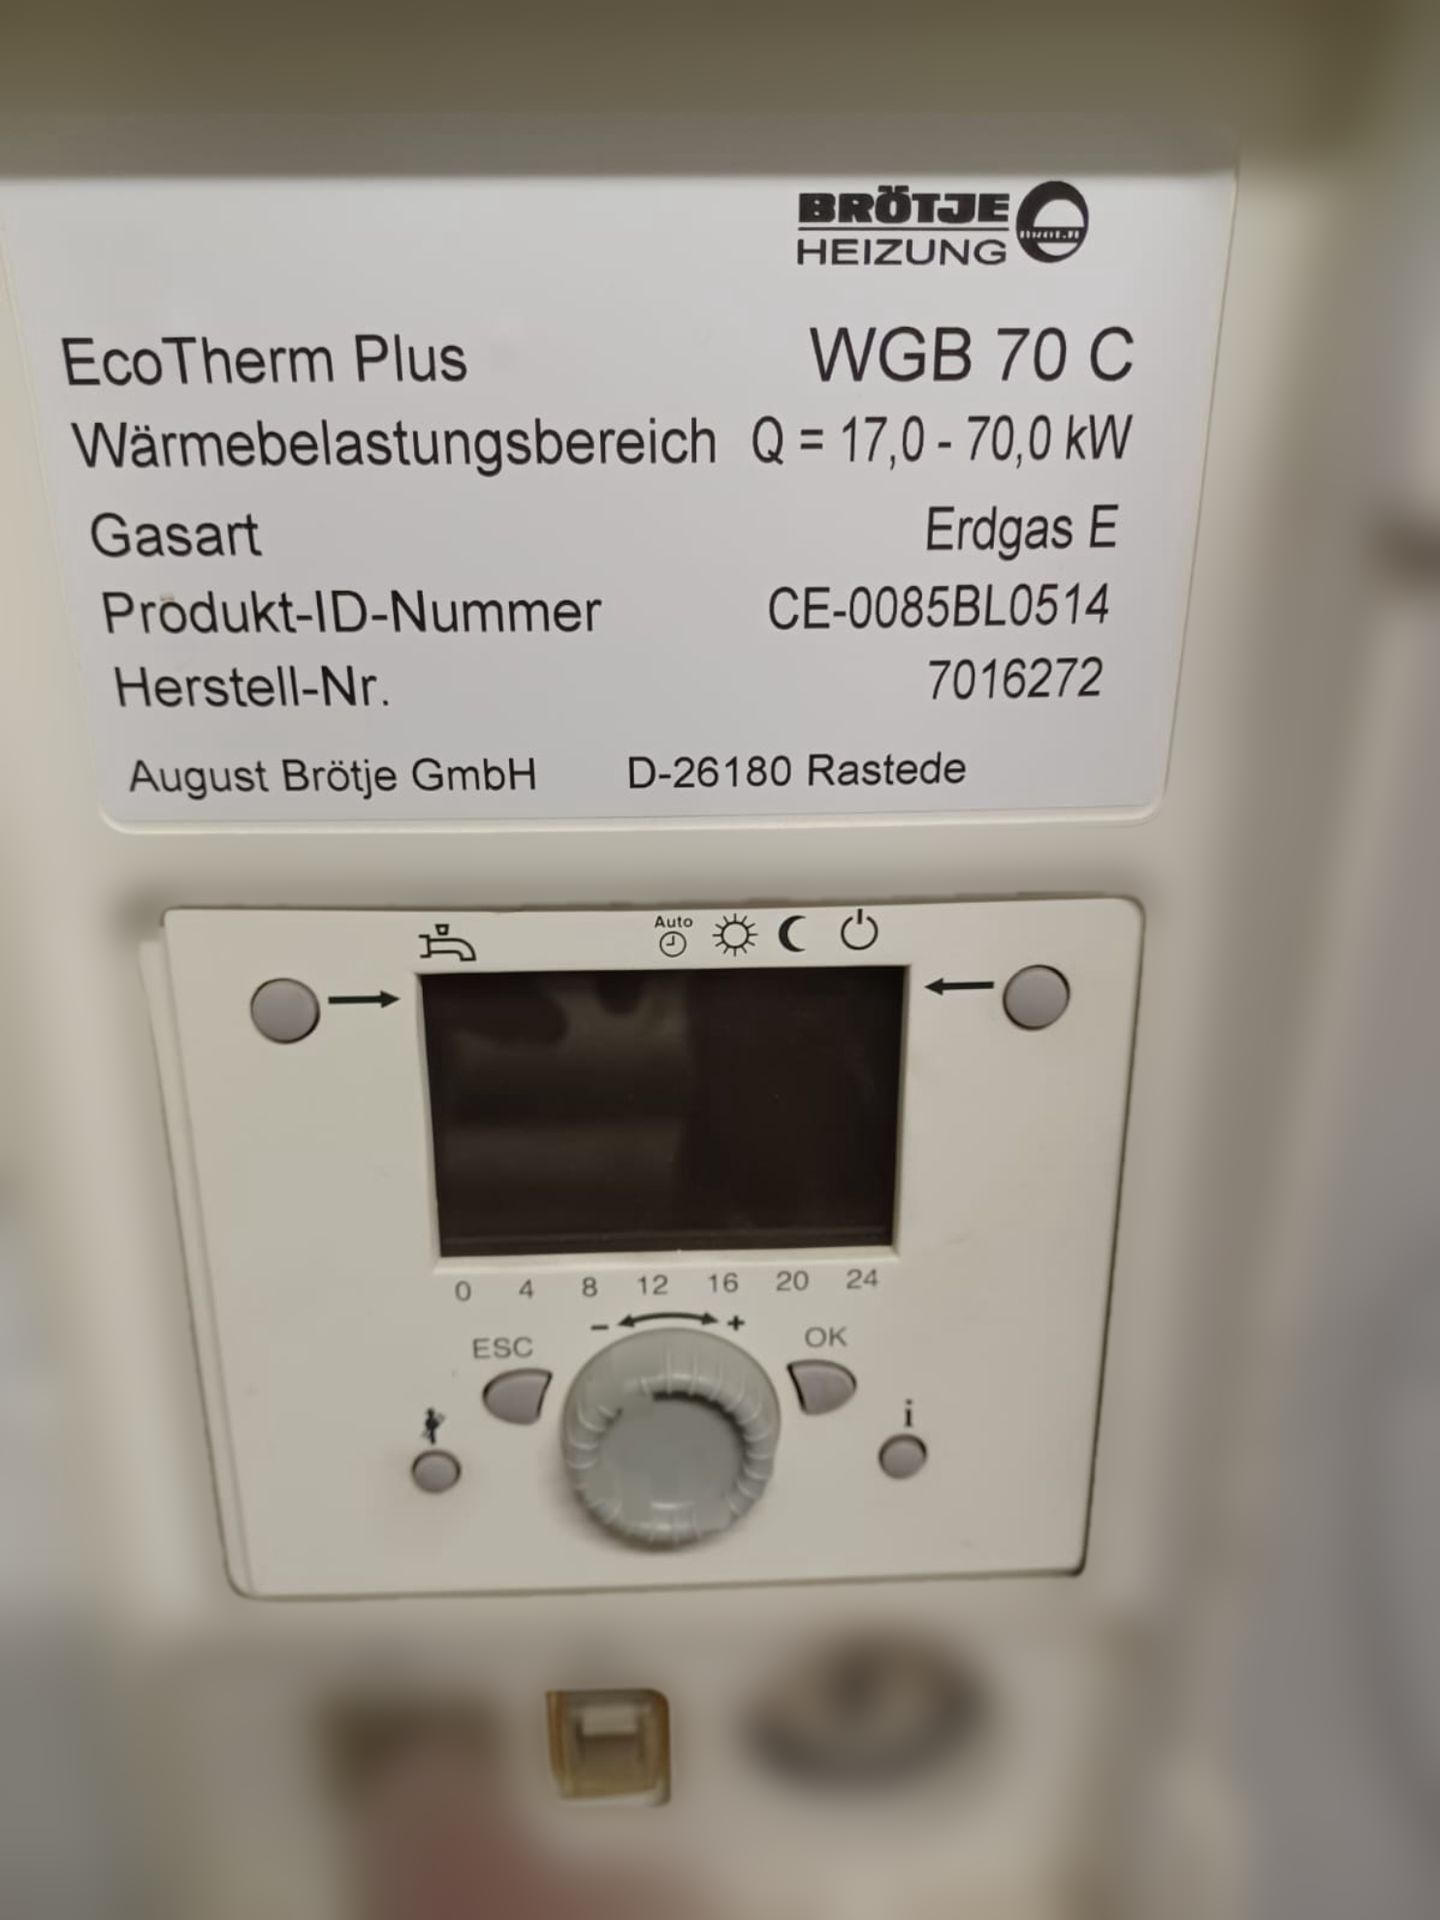 BRÖTJE
HEIZUNG
EcoTherm Plus WGB 70 C
Wärmebelastungsbereich Q = 17,0 - 70,0 kW
Gasart Erdgas E
Produkt-ID-Nummer CE-0085BL0514
Herstell-Nr. 7016272
August Brötje GmbH D-26180 Rastede
Auto
0 4 8 12 16 20 24
- +
ESC OK
i